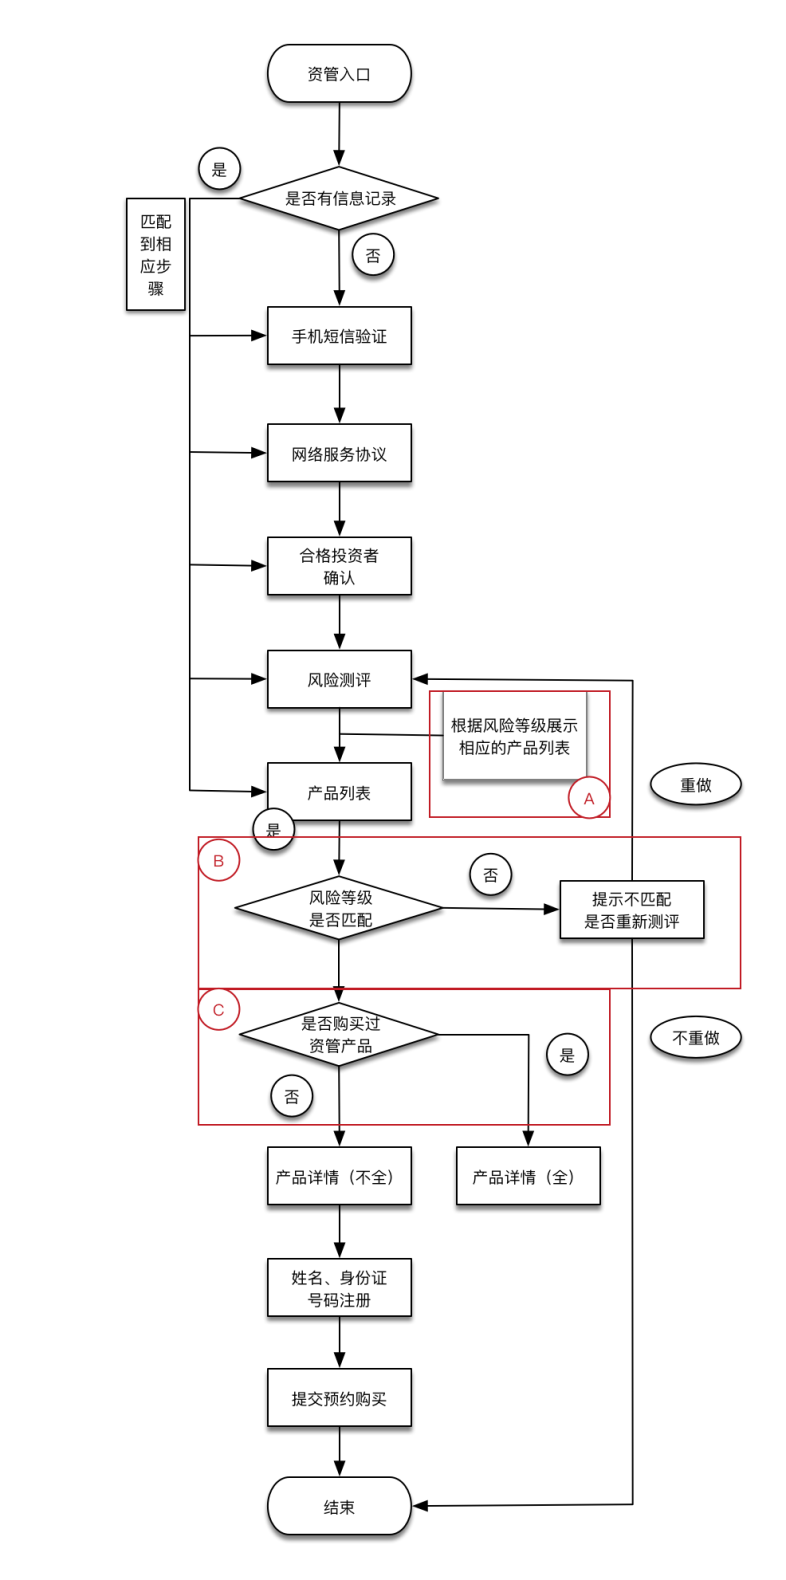 资管入口
是
是否有信息记录
匹配
到相
应步
骤
否
手机短信验证
网络服务协议
合格投资者
确认
风险测评
根据风险等级展示
相应的产品列表
A
重做
产品列表
是
B
否
风险等级
是否匹配
提示不匹配
是否重新测评
C
是否购买过
资管产品
不重做
是
否
产品详情（不全）
产品详情（全）
姓名、身份证
号码注册
提交预约购买
结束